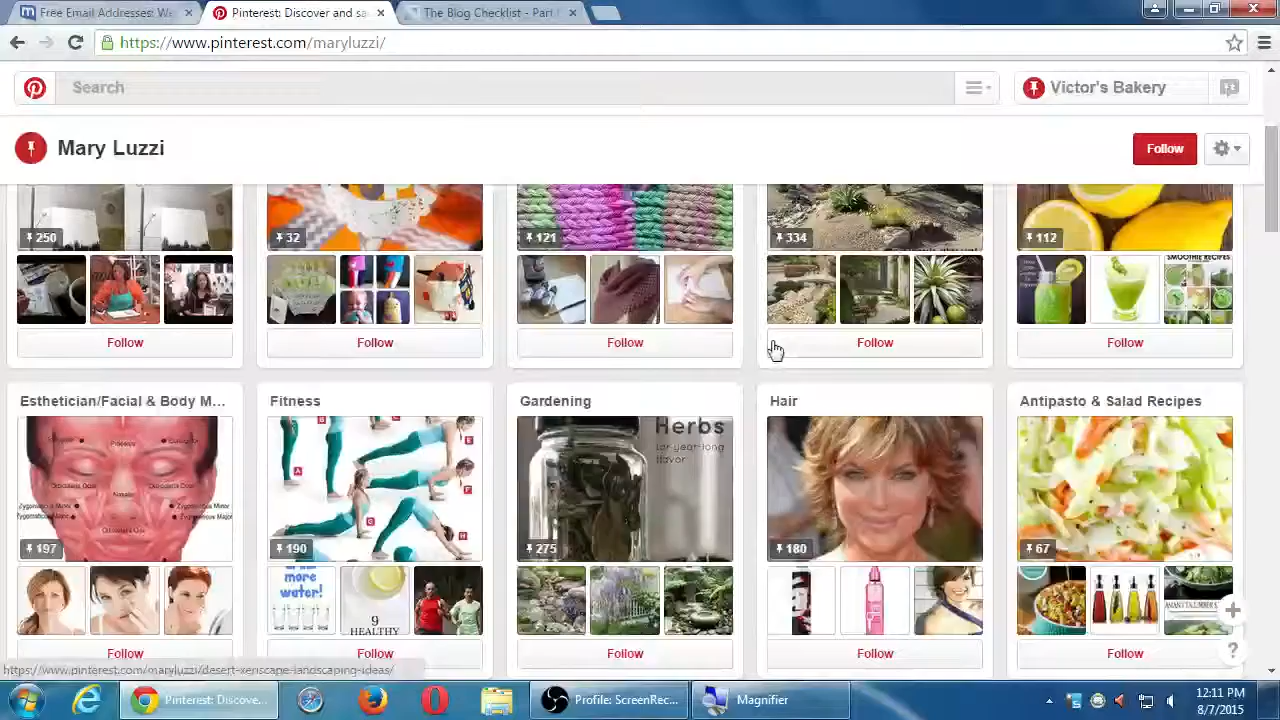 Free Email Addresses: W
Pinterest: Discover and sa
The Blog Checklist - Part
https://www.pinterest.com/maryluzzi/
Search
Victor's Bakery
Mary Luzzi
Follow
250
32
121
334
112
SMOOTHIE RECIPES
Follow
Follow
Follow
Follow
Follow
Esthetician/Facial & Body M...
Fitness
Gardening
Hair
Antipasto & Salad Recipes
Herbs
for year-long
flavor
197
190
275
180
67
more
water!
9
HEALTHY
Follow
Follow
Follow
Follow
Follow
?
https://www.pinterest.com/maryluzzi/desert-xeriscape-landscaping-ideas/
Pinterest: Discove...
Profile: ScreenRec...
Magnifier
12:11 PM
8/7/2015